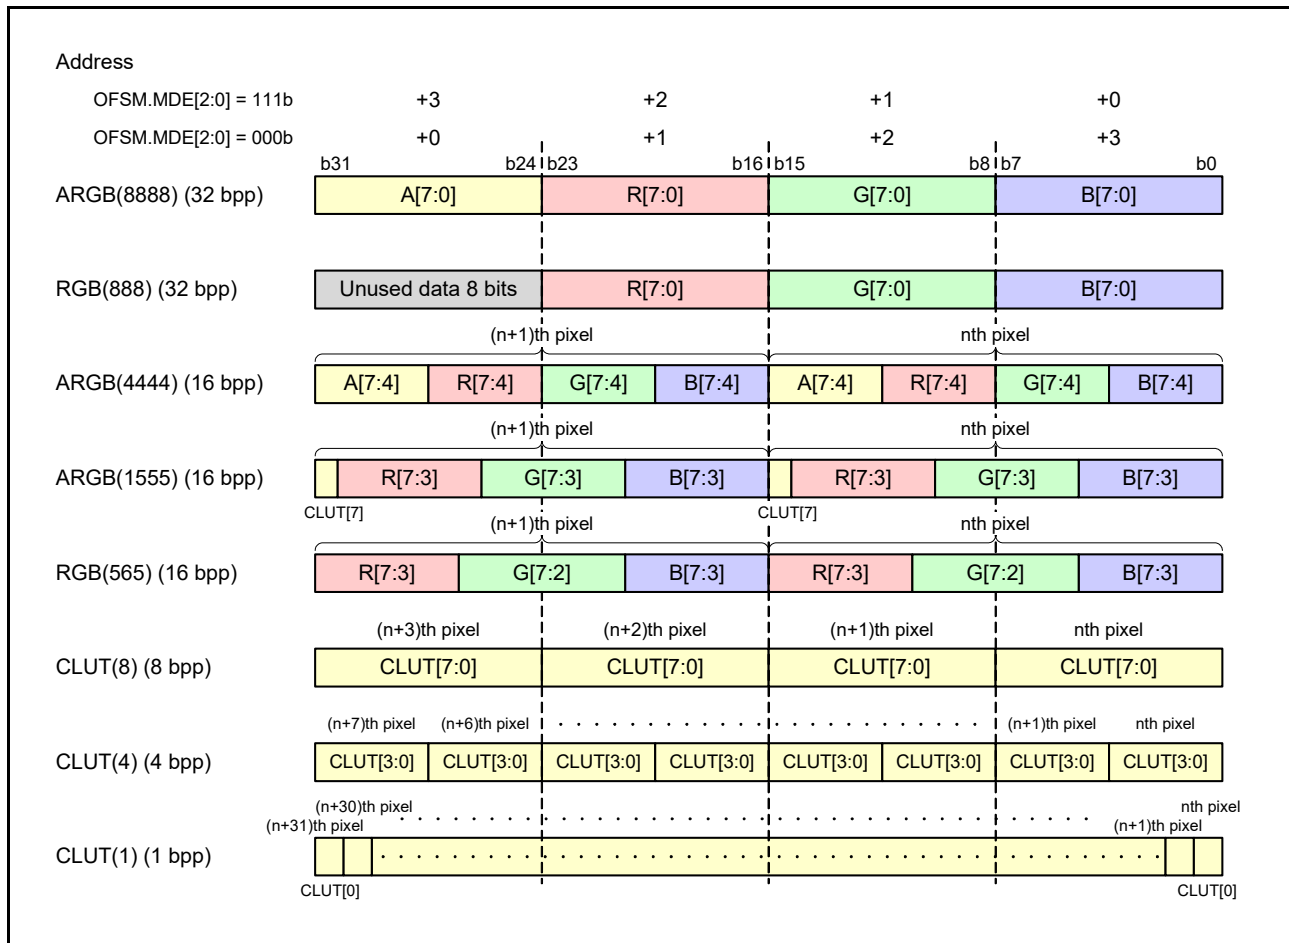 Address
OFSM.MDE[2:0] = 111b +3 +2 +1 +0
OFSM.MDE[2:0] = 000b +0 +1 +2 +3
b31 b24 b23 b16 b15 b8 b7 b0
ARGB(8888) (32 bpp) A[7:0] R[7:0] G[7:0] B[7:0]
RGB(888) (32 bpp) Unused data 8 bits R[7:0] G[7:0] B[7:0]
(n+1)th pixel nth pixel
ARGB(4444) (16 bpp) A[7:4] R[7:4] G[7:4] B[7:4] A[7:4] R[7:4] G[7:4] B[7:4]
(n+1)th pixel nth pixel
ARGB(1555) (16 bpp) R[7:3] G[7:3] B[7:3] R[7:3] G[7:3] B[7:3]
CLUT[7] CLUT[7]
(n+1)th pixel nth pixel
RGB(565) (16 bpp) R[7:3] G[7:2] B[7:3] R[7:3] G[7:2] B[7:3]
(n+3)th pixel (n+2)th pixel (n+1)th pixel nth pixel
CLUT(8) (8 bpp) CLUT[7:0] CLUT[7:0] CLUT[7:0] CLUT[7:0]
(n+7)th pixel (n+6)th pixel (n+1)th pixel nth pixel
CLUT(4) (4 bpp) CLUT[3:0] CLUT[3:0] CLUT[3:0] CLUT[3:0] CLUT[3:0] CLUT[3:0] CLUT[3:0] CLUT[3:0]
(n+30)th pixel nth pixel
(n+31)th pixel (n+1)th pixel
CLUT(1) (1 bpp)
CLUT[0] CLUT[0]